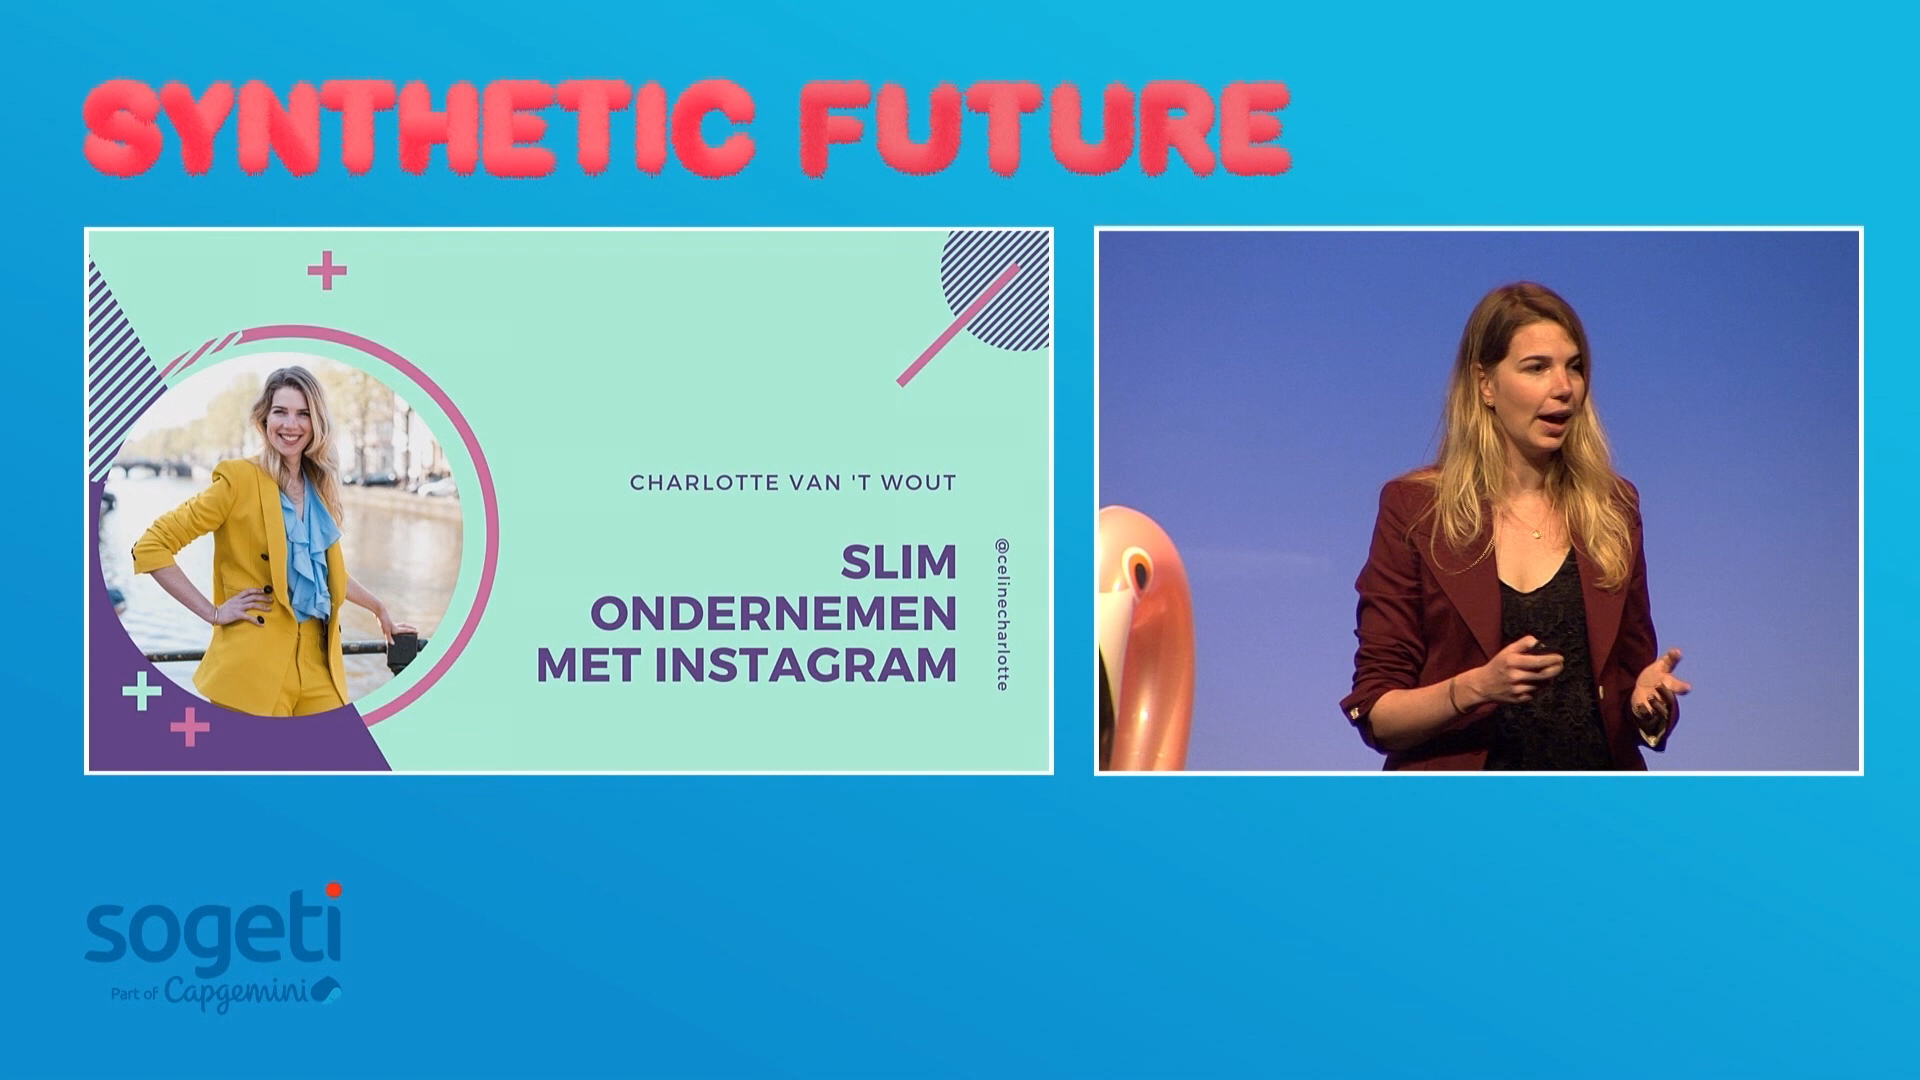 SYNTHETIC FUTURE
CHARLOTTE VAN 'T WOUT
SLIM
ONDERNEMEN
MET INSTAGRAM
@celinecharlotte
sogeti
Part of Capgemini